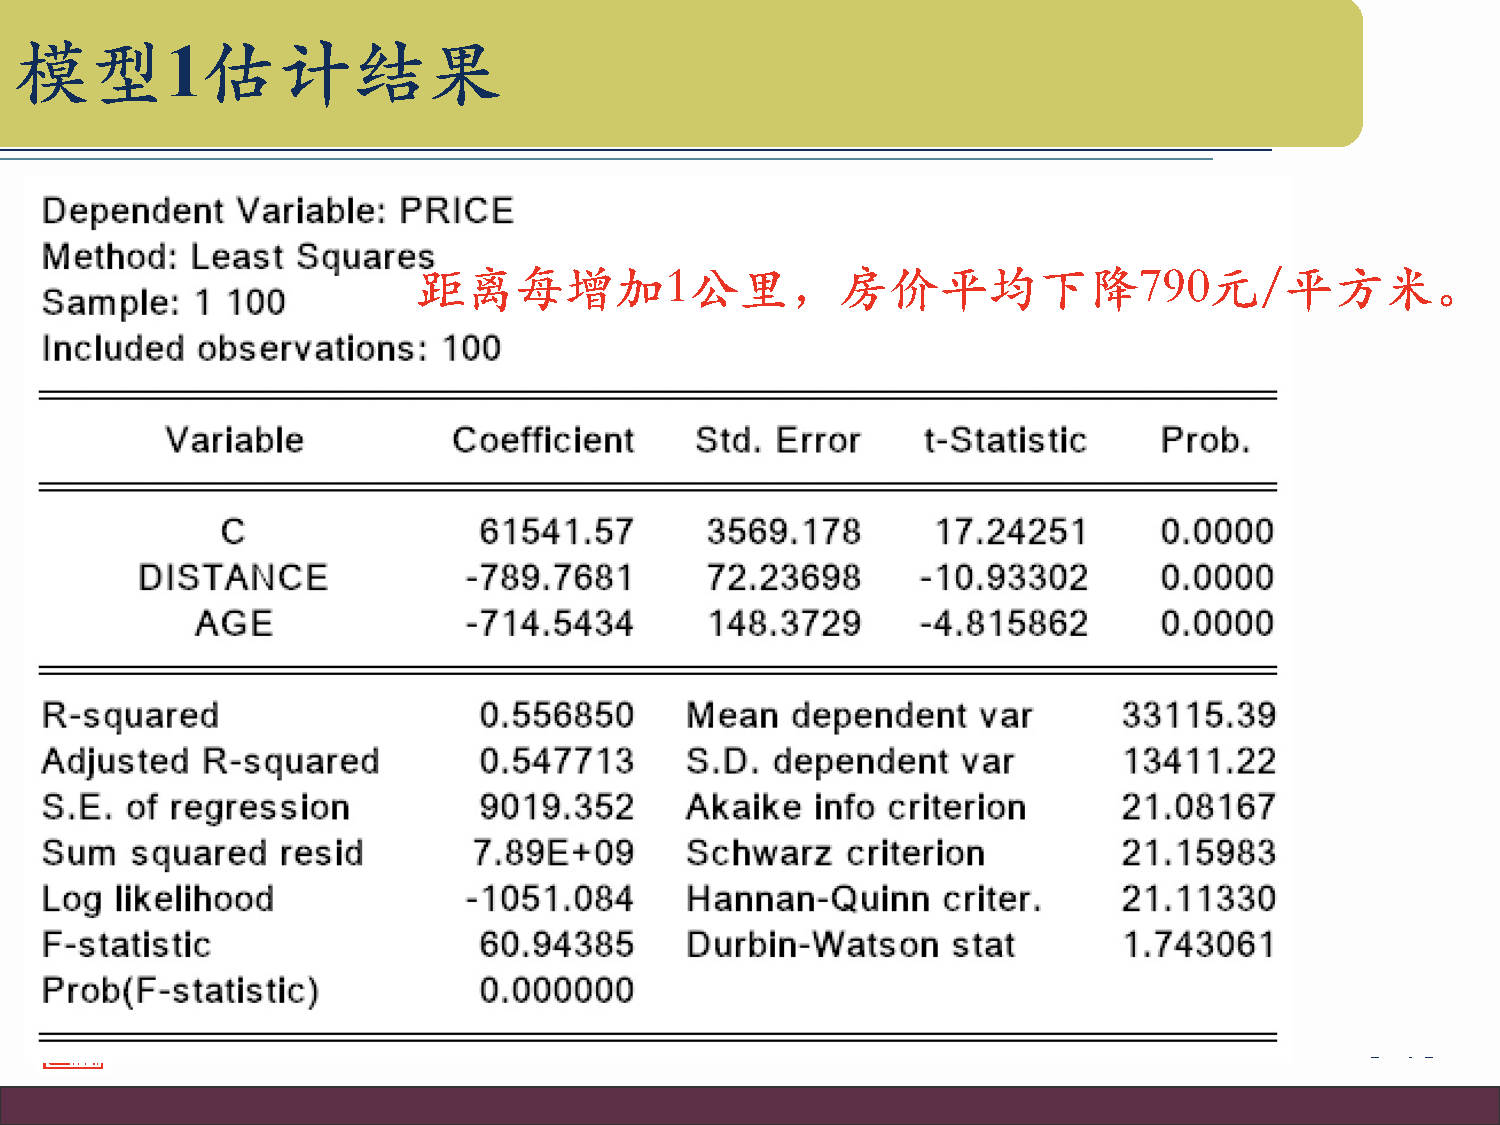 模型1估计结果
Dependent Variable: PRICE
Method: Least Squares
距离每增加1公里，房价平均下降790元/平方米。
Sample: 1 100
Included observations: 100
Variable Coefficient Std. Error t-Statistic Prob.
C 61541.57 3569.178 17.24251 0.0000
DISTANCE -789.7681 72.23698 -10.93302 0.0000
AGE -714.5434 148.3729 -4.815862 0.0000
R-squared 0.556850 Mean dependent var 33115.39
Adjusted R-squared 0.547713 S.D. dependent var 13411.22
S.E. of regression 9019.352 Akaike info criterion 21.08167
Sum squared resid 7.89E+09 Schwarz criterion 21.15983
Log likelihood -1051.084 Hannan-Quinn criter. 21.11330
F-statistic 60.94385 Durbin-Watson stat 1.743061
Prob(F-statistic) 0.000000